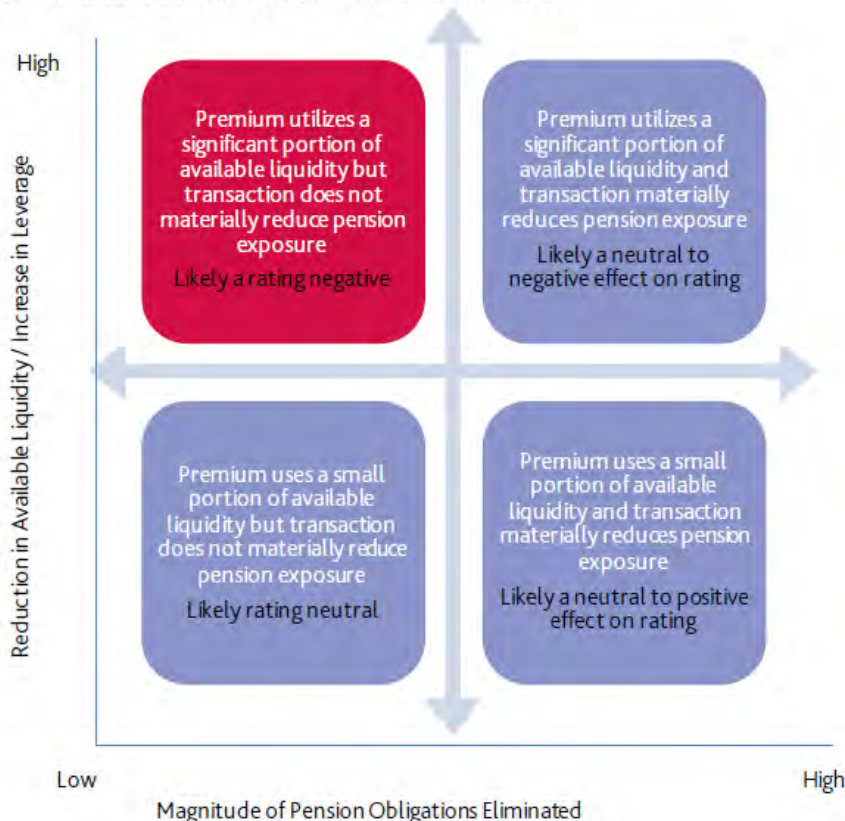 High
Reduction in Available Liquidity / Increase in Leverage
Premium utilizes a
significant portion of
available liquidity but
transaction does not
materially reduce pension
exposure
Likely a rating negative
Premium utilizes a
significant portion of
available liquidity and
transaction materially
reduces pension exposure
Likely a neutral to
negative effect on rating
Premium uses a small
portion of available
liquidity but transaction
does not materially reduce
pension exposure
Likely rating neutral
Premium uses a small
portion of available
liquidity and transaction
materially reduces pension
exposure
Likely a neutral to positive
effect on rating
Low
High
Magnitude of Pension Obligations Eliminated